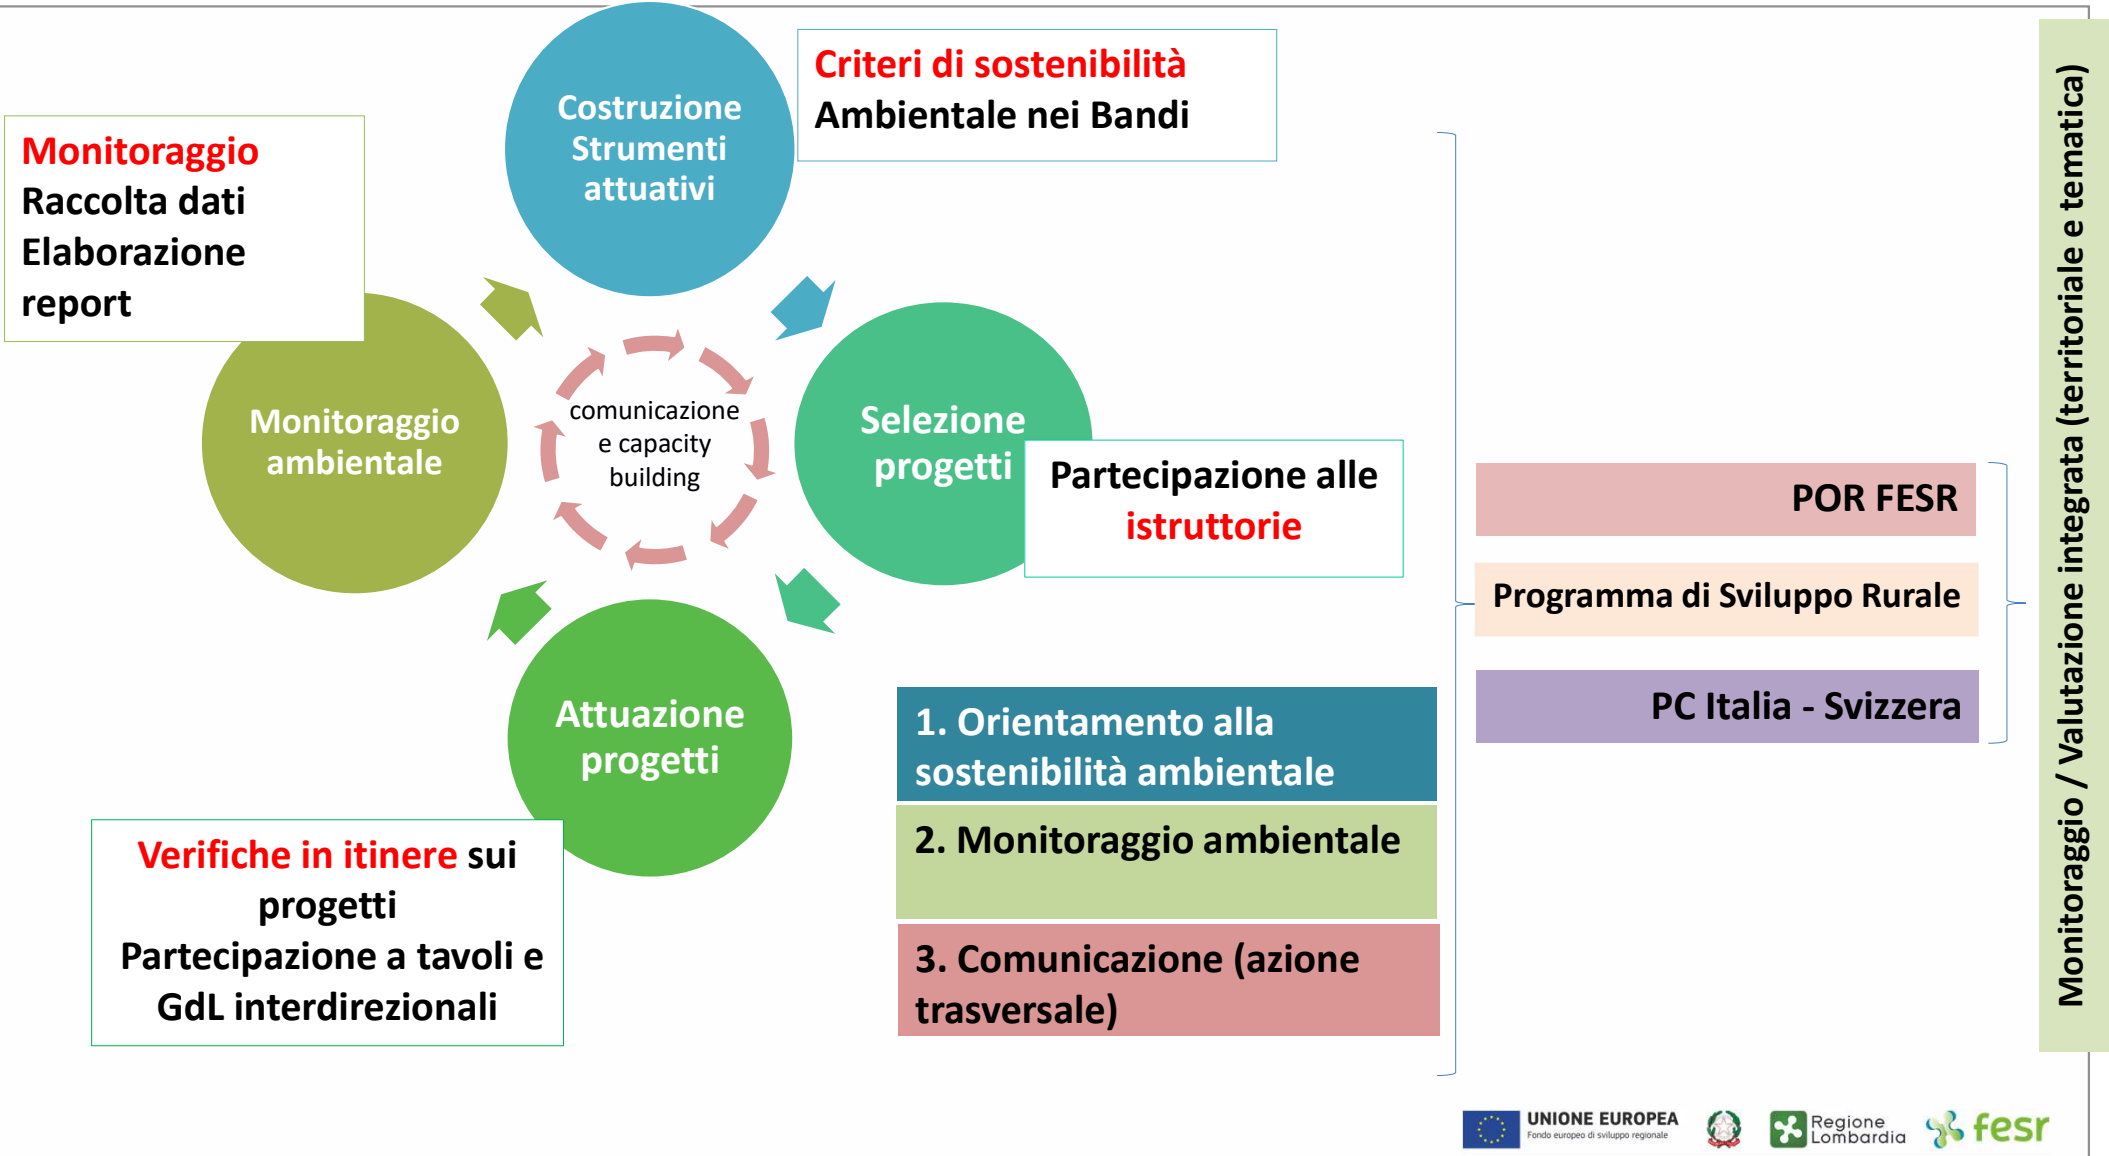 Costruzione
Strumenti
attuativi
Criteri di sostenibilità
Ambientale nei Bandi
Monitoraggio
Raccolta dati
Elaborazione
report
Monitoraggio
ambientale
comunicazione
e capacity
building
Selezione
progetti
Partecipazione alle
istruttorie
Attuazione
progetti
Verifiche in itinere sui
progetti
Partecipazione a tavoli e
GdL interdirezionali
1. Orientamento alla
sostenibilità ambientale
2. Monitoraggio ambientale
3. Comunicazione (azione
trasversale)
POR FESR
Programma di Sviluppo Rurale
PC Italia - Svizzera
Monitoraggio / Valutazione integrata (territoriale e tematica)
UNIONE EUROPEA
Fondo europeo di sviluppo regionale
Regione
Lombardia
fesr